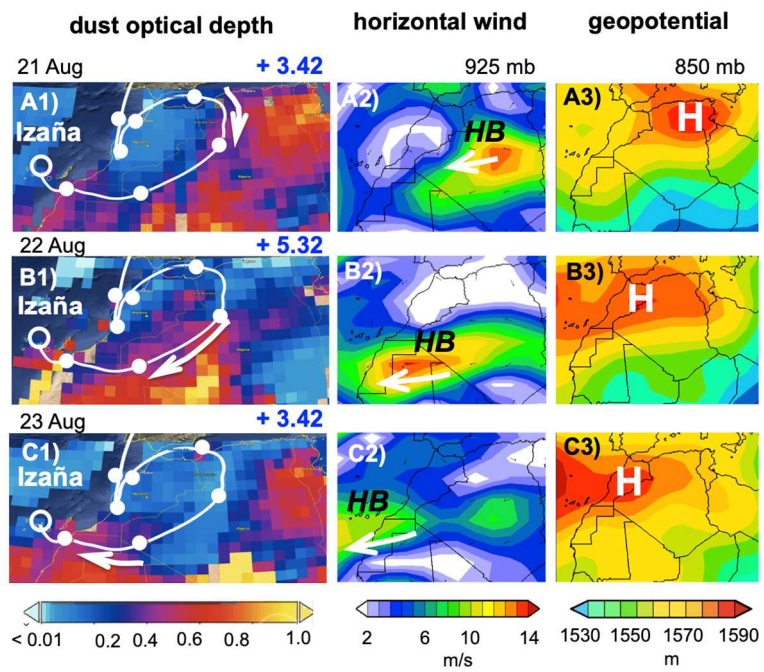 dust optical depth horizontal wind geopotential
21 Aug + 3.42 925 mb 850 mb
A1) A2) A3)
Izaña HB H
22 Aug + 5.32
B1) B2) B3)
Izaña HB H
23 Aug + 3.42
C1) C2) C3)
Izaña HB H
< 0.01 0.2 0.4 0.6 0.8 1.0 2 6 10 14 1530 1550 1570 1590
m/s m